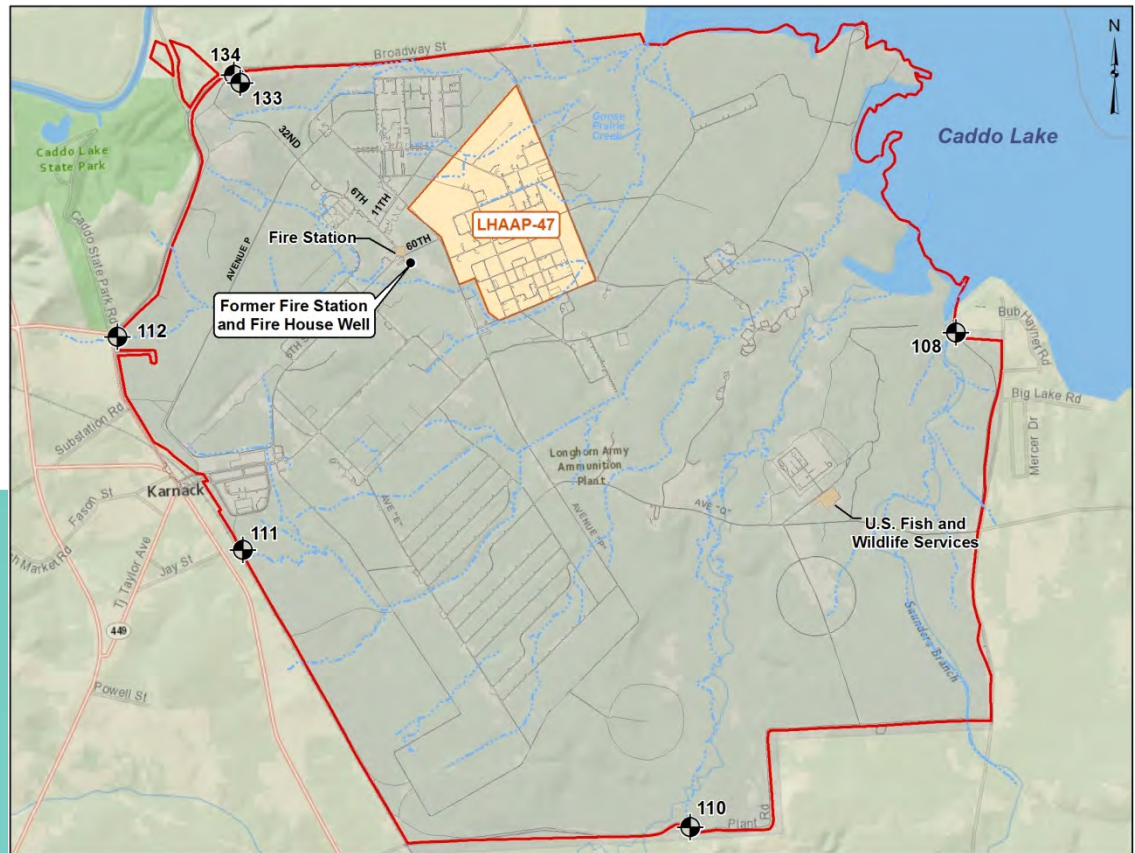 N
134
133
Broadway St
Caddo Lake
State Park
Caddo State Park Rd
32ND
6TH
11TH
AVENUE P
60TH
Goose
Prairie
Creek
Caddo Lake
LHAAP-47
Fire Station
Former Fire Station
and Fire House Well
112
108
Bub Hayner Rd
Big Lake Rd
Mercer Dr
Substation Rd
Fason St
Karnack
Longhorn Army
Ammunition
Plant
AVE "E"
AVENUE "P"
AVE "Q"
U.S. Fish and
Wildlife Services
111
Market Rd
Jay St
TJ Taylor Ave
449
Powell St
Saunders Branch
110
Plant Rd